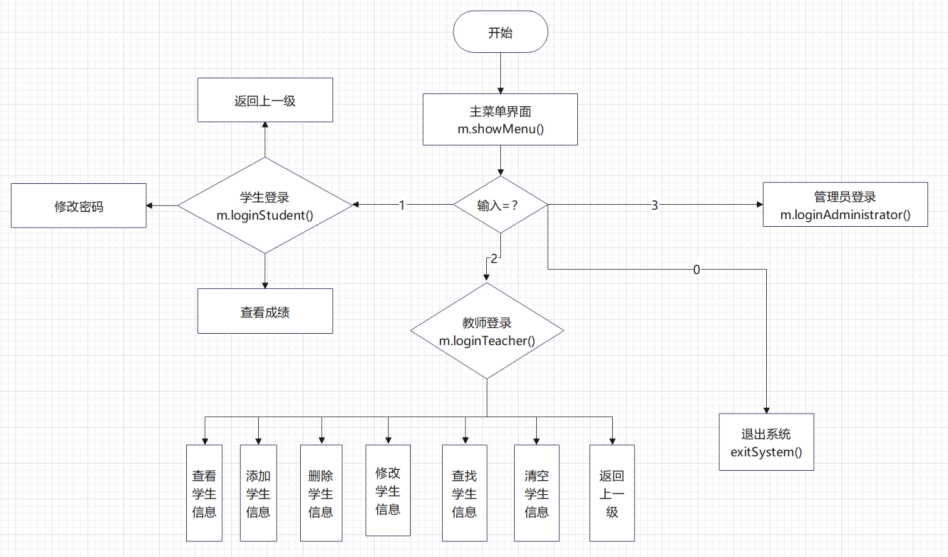 开始
主菜单界面
m.showMenu()
返回上一级
学生登录
m.loginStudent()
修改密码
1
输入=？
3
管理员登录
m.loginAdministrator()
2
0
查看成绩
教师登录
m.loginTeacher()
退出系统
exitSystem()
查看
学生
信息
添加
学生
信息
删除
学生
信息
修改
学生
信息
查找
学生
信息
清空
学生
信息
返回
上一
级